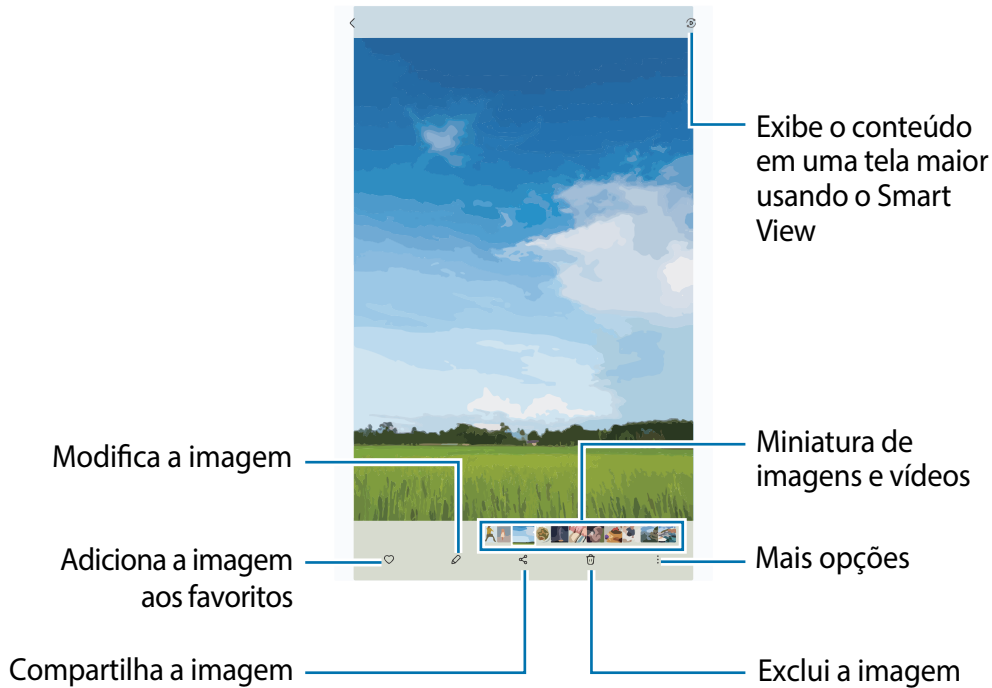 Exibe o conteúdo
em uma tela maior
usando o Smart
View
Modifica a imagem
Miniatura de
imagens e vídeos
Adiciona a imagem
aos favoritos
Mais opções
Compartilha a imagem
Exclui a imagem